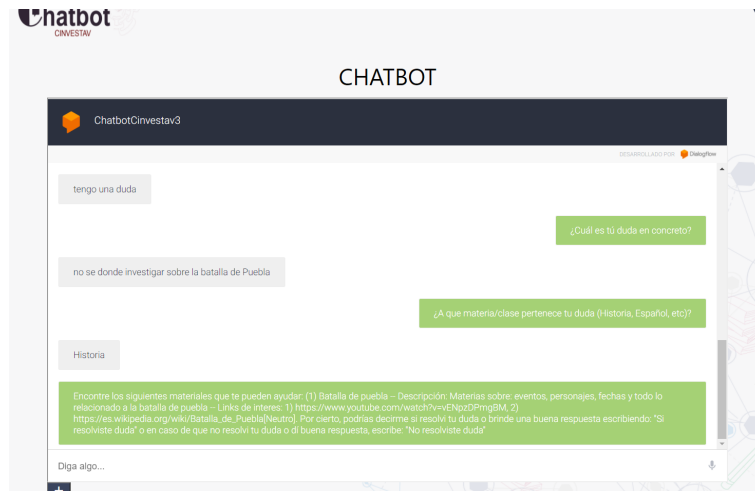 Chatbot
CINVESTAV
CHATBOT
ChatbotCinvestav3
DESARROLLADO POR Dialogflow
tengo una duda
¿Cuál es tú duda en concreto?
no se donde investigar sobre la batalla de Puebla
¿A que materia/clase pertenece tu duda (Historia, Español, etc)?
Historia
Encontre los siguientes materiales que te pueden ayudar: (1) Batalla de puebla -- Descripción: Materias sobre: eventos, personajes, fechas y todo lo
relacionado a la batalla de puebla -- Links de interes: 1) https://www.youtube.com/watch?v=vENpzDPmgBM, 2)
https://es.wikipedia.org/wiki/Batalla_de_Puebla[Neutro]. Por cierto, podrías decirme si resolvi tu duda o brinde una buena respuesta escribiendo: "Si
resolviste duda" o en caso de que no resolvi tu duda o di buena respuesta, escribe: "No resolviste duda"
Diga algo...